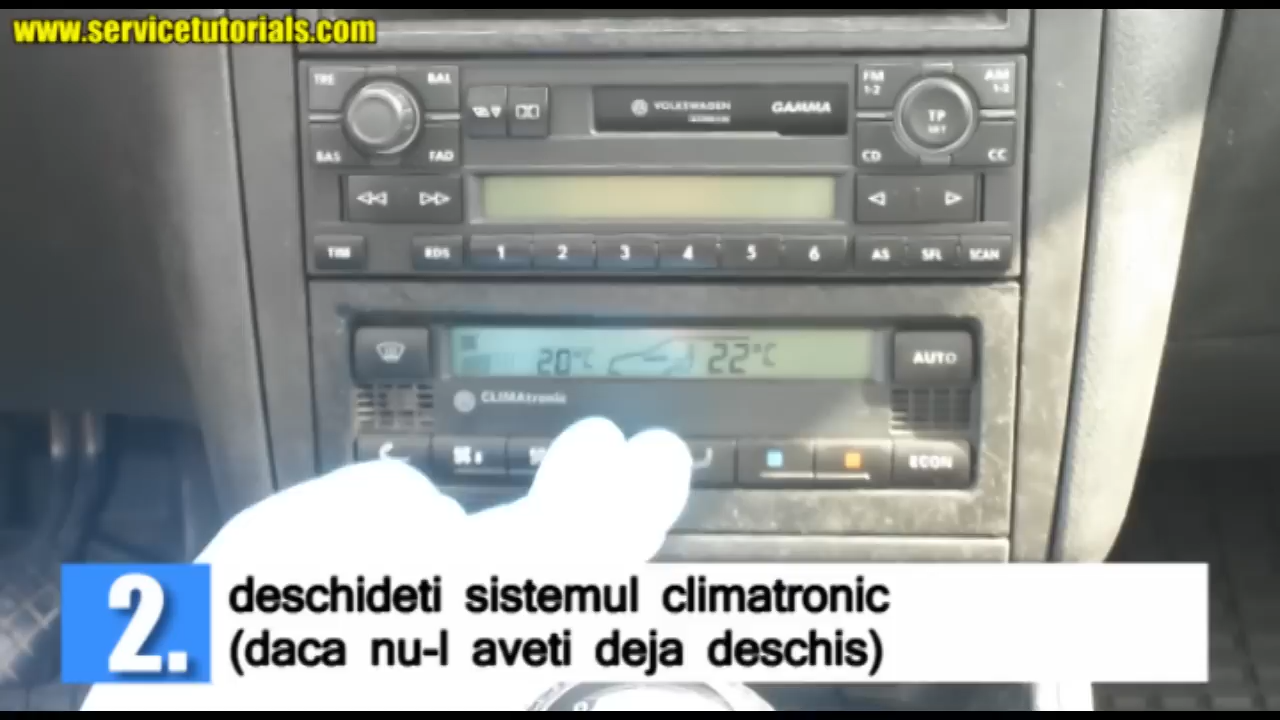 www.servicetutorials.com
TRE BAL FM 1-2 AM 1-2
VOLKSWAGEN GAMMA TP
BAS FAD CD CC
TIM RDS 1 2 3 4 5 6 AS SEL SCAN
20°C 22°C AUTO
CLIMAtronic
ECON
2. deschideti sistemul climatronic
(daca nu-l aveti deja deschis)